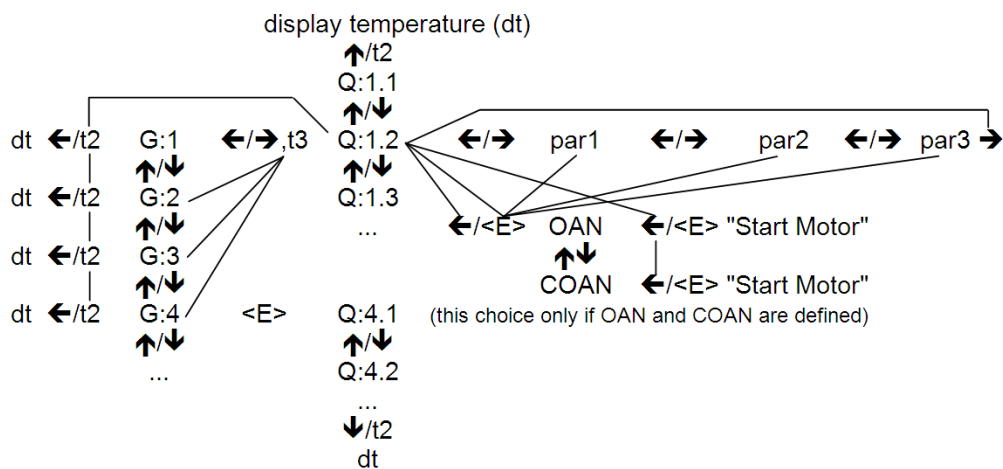 display temperature (dt)
🡱/t2
Q:1.1
🡱/🡳
dt 🡰/t2 G:1 🡰/🡲,t3 Q:1.2 🡰/🡲 par1 🡰/🡲 par2 🡰/🡲 par3 🡲
🡱/🡳 🡱/🡳
dt 🡰/t2 G:2 Q:1.3
🡱/🡳 ... 🡰/<E> OAN 🡰/<E> "Start Motor"
dt 🡰/t2 G:3 🡱🡳
🡱/🡳 COAN 🡰/<E> "Start Motor"
dt 🡰/t2 G:4 <E> Q:4.1 (this choice only if OAN and COAN are defined)
🡱/🡳 🡱/🡳
... Q:4.2
...
🡳/t2
dt